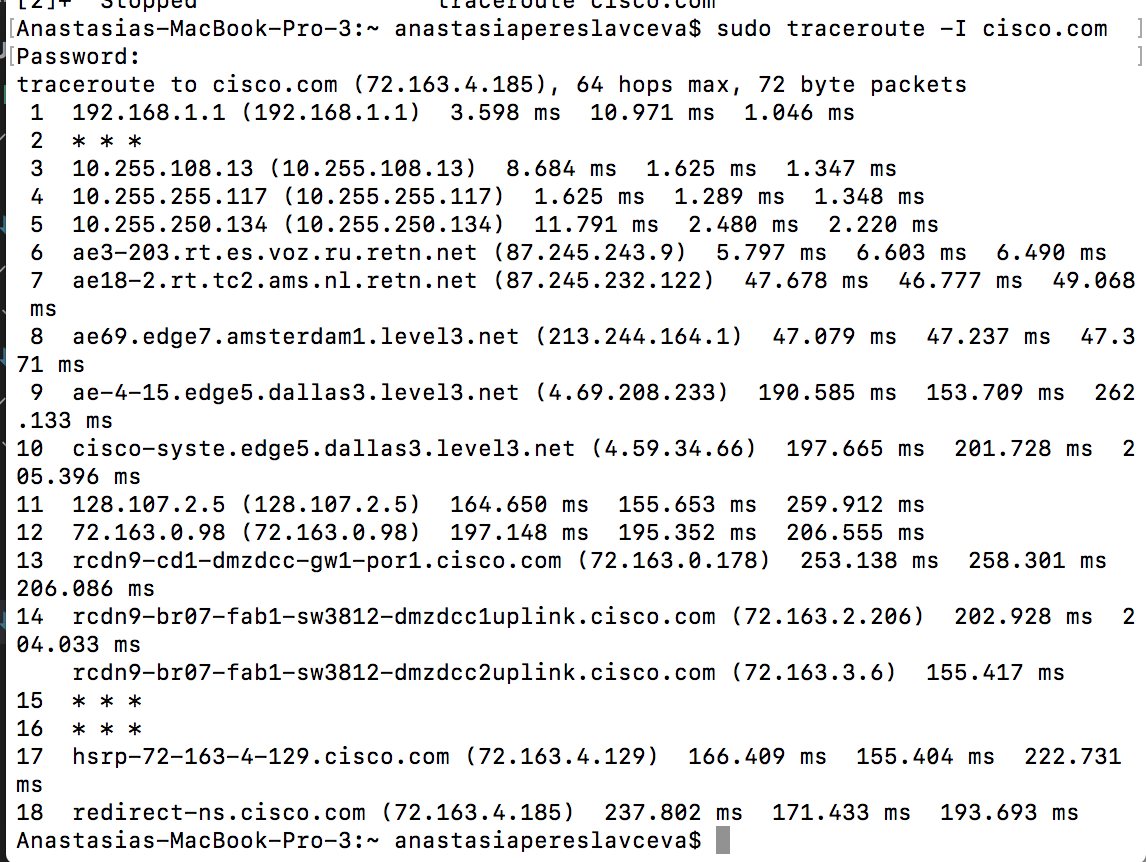 [2]+  Stopped                 traceroute cisco.com
[Anastasias-MacBook-Pro-3:~ anastasiapereslavceva$ sudo traceroute -I cisco.com  ]
[Password:                                                                       ]
traceroute to cisco.com (72.163.4.185), 64 hops max, 72 byte packets
 1  192.168.1.1 (192.168.1.1)  3.598 ms  10.971 ms  1.046 ms
 2  * * *
 3  10.255.108.13 (10.255.108.13)  8.684 ms  1.625 ms  1.347 ms
 4  10.255.255.117 (10.255.255.117)  1.625 ms  1.289 ms  1.348 ms
 5  10.255.250.134 (10.255.250.134)  11.791 ms  2.480 ms  2.220 ms
 6  ae3-203.rt.es.voz.ru.retn.net (87.245.243.9)  5.797 ms  6.603 ms  6.490 ms
 7  ae18-2.rt.tc2.ams.nl.retn.net (87.245.232.122)  47.678 ms  46.777 ms  49.068
 ms
 8  ae69.edge7.amsterdam1.level3.net (213.244.164.1)  47.079 ms  47.237 ms  47.3
71 ms
 9  ae-4-15.edge5.dallas3.level3.net (4.69.208.233)  190.585 ms  153.709 ms  262
.133 ms
10  cisco-syste.edge5.dallas3.level3.net (4.59.34.66)  197.665 ms  201.728 ms  2
05.396 ms
11  128.107.2.5 (128.107.2.5)  164.650 ms  155.653 ms  259.912 ms
12  72.163.0.98 (72.163.0.98)  197.148 ms  195.352 ms  206.555 ms
13  rcdn9-cd1-dmzdcc-gw1-por1.cisco.com (72.163.0.178)  253.138 ms  258.301 ms
206.086 ms
14  rcdn9-br07-fab1-sw3812-dmzdcc1uplink.cisco.com (72.163.2.206)  202.928 ms  2
04.033 ms
    rcdn9-br07-fab1-sw3812-dmzdcc2uplink.cisco.com (72.163.3.6)  155.417 ms
15  * * *
16  * * *
17  hsrp-72-163-4-129.cisco.com (72.163.4.129)  166.409 ms  155.404 ms  222.731
ms
18  redirect-ns.cisco.com (72.163.4.185)  237.802 ms  171.433 ms  193.693 ms
Anastasias-MacBook-Pro-3:~ anastasiapereslavceva$